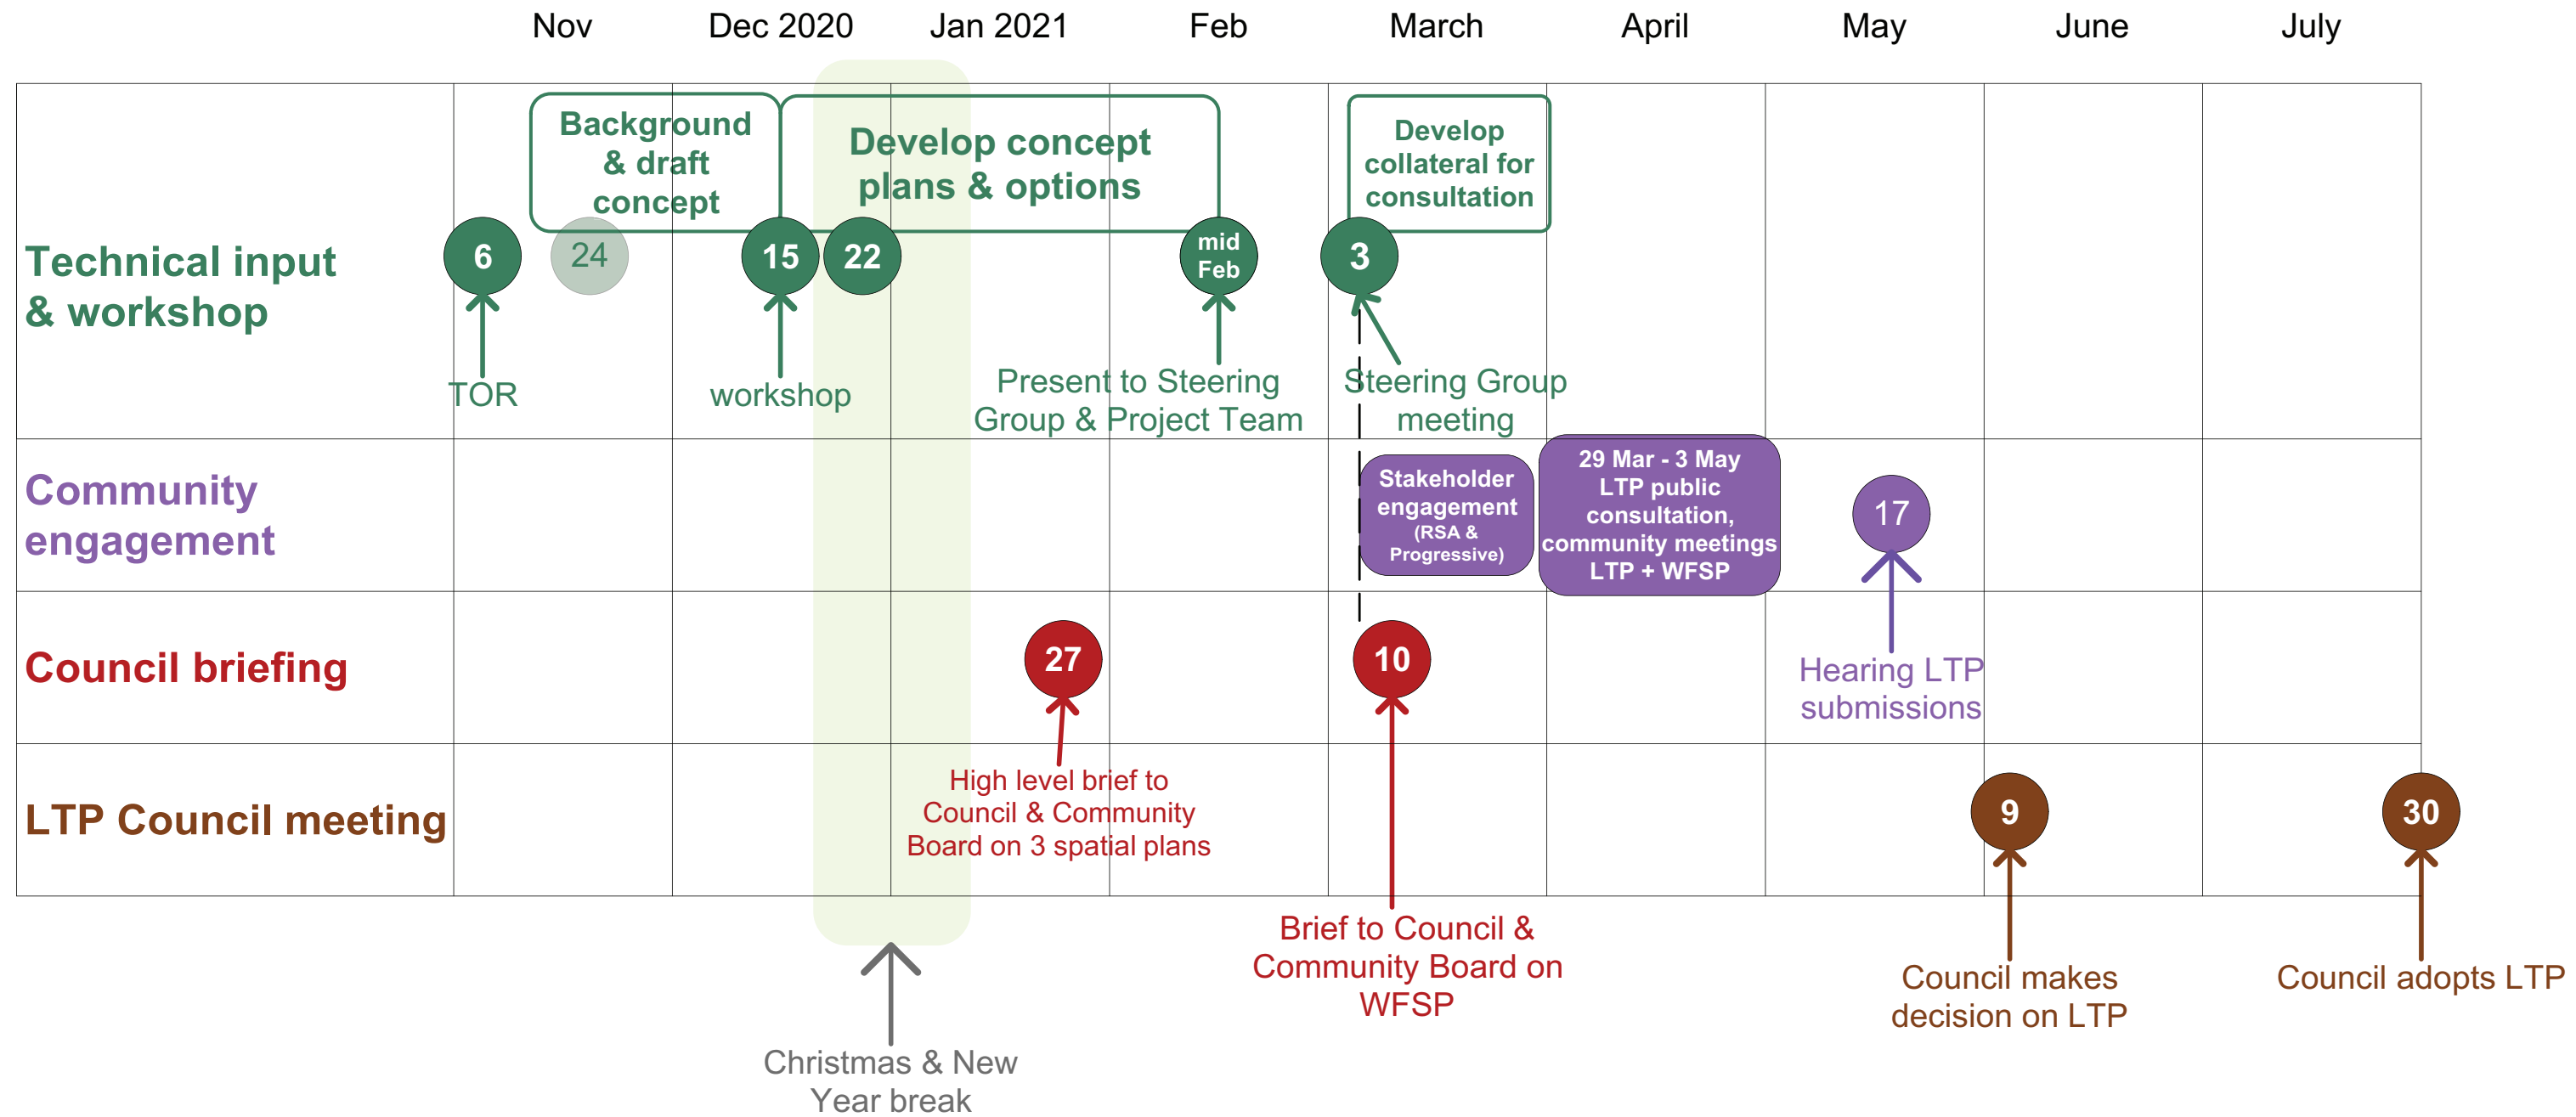 Nov
Dec 2020
Jan 2021
Feb
March
April
May
June
July
Technical input
& workshop
Background
& draft
concept
Develop concept
plans & options
Develop
collateral for
consultation
6
24
15
22
mid
Feb
3
TOR
workshop
Present to Steering
Group & Project Team
Steering Group
meeting
Community
engagement
Stakeholder
engagement
(RSA &
Progressive)
29 Mar - 3 May
LTP public
consultation,
community meetings
LTP + WFSP
17
Hearing LTP
submissions
Council briefing
27
10
High level brief to
Council & Community
Board on 3 spatial plans
Brief to Council &
Community Board on
WFSP
LTP Council meeting
9
30
Council makes
decision on LTP
Council adopts LTP
Christmas & New
Year break